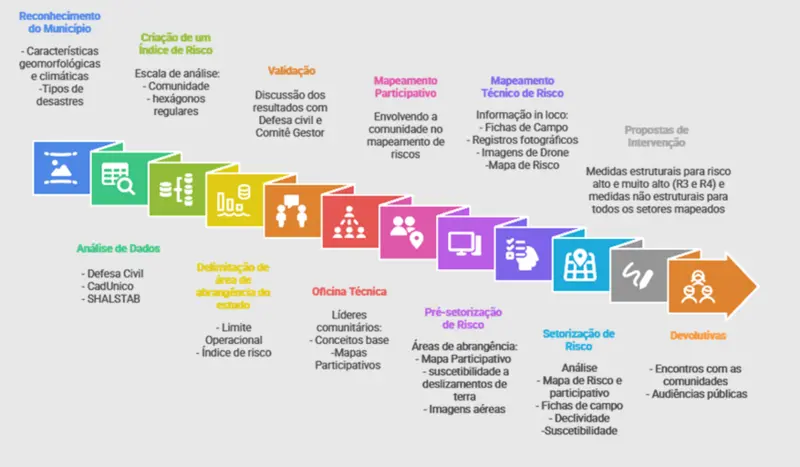 Reconhecimento
do Município
- Características
geomorfológicas
e climáticas
-Tipos de
desastres
Criação de um
Índice de Risco
Escala de análise:
- Comunidade
- hexágonos
regulares
Validação
Discussão dos
resultados com
Defesa civil e
Comitê Gestor
Mapeamento
Participativo
Envolvendo a
comunidade no
mapeamento de
riscos
Mapeamento
Técnico de Risco
Informação in loco:
- Fichas de Campo
- Registros fotográficos
- Imagens de Drone
-Mapa de Risco
Propostas de
Intervenção
Medidas estruturais para risco
alto e muito alto (R3 e R4) e
medidas não estruturais para
todos os setores mapeados
Análise de Dados
- Defesa Civil
- CadUnico
- SHALSTAB
Delimitação de
área de
abrangência do
estudo
- Limite
Operacional
- Índice de risco
Oficina Técnica
Líderes
comunitários:
- Conceitos base
-Mapas
Participativos
Pré-setorização
de Risco
Áreas de abrangência:
- Mapa Participativo
- suscetibilidade a
deslizamentos de
terra
- Imagens aéreas
Setorização de
Risco
Análise
- Mapa de Risco e
participativo
- Fichas de campo
- Declividade
-Suscetibilidade
Devolutivas
- Encontros com as
comunidades
- Audiências públicas